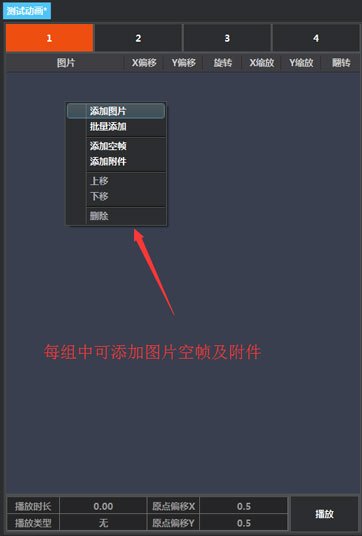 测试动画*
1 2 3 4
图片 X偏移 Y偏移 旋转 X缩放 Y缩放 翻转
添加图片
批量添加
添加空帧
添加附件
上移
下移
删除
每组中可添加图片空帧及附件
播放时长 0.00 原点偏移X 0.5
播放类型 无 原点偏移Y 0.5
播放